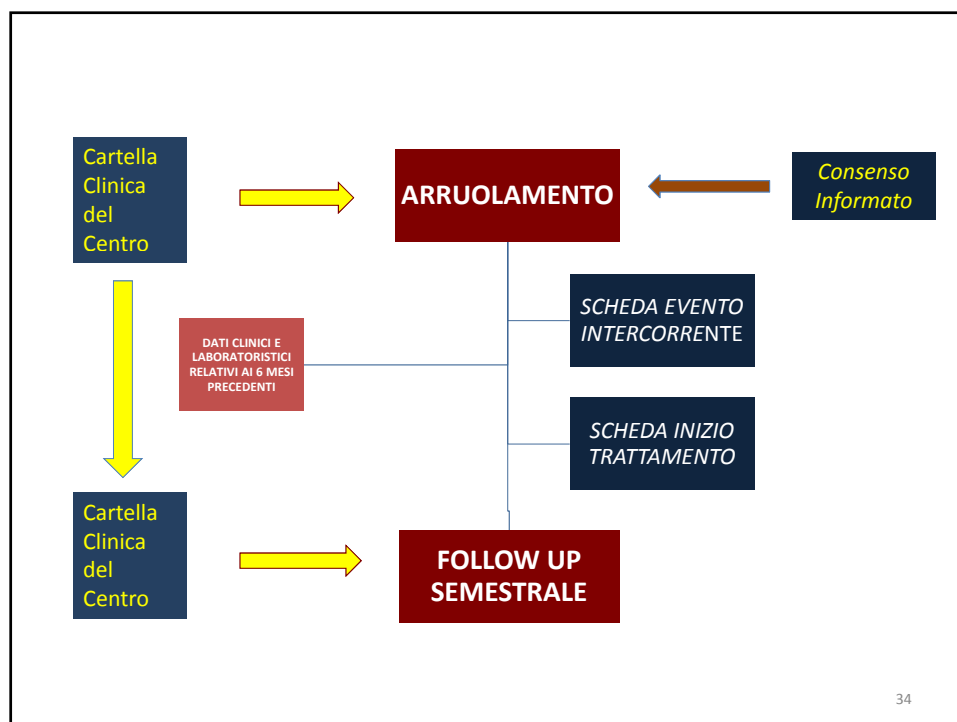 Cartella
Clinica
del
Centro
ARRUOLAMENTO
Consenso
Informato
SCHEDA EVENTO
INTERCORRENTE
DATI CLINICI E
LABORATORISTICI
RELATIVI AI 6 MESI
PRECEDENTI
SCHEDA INIZIO
TRATTAMENTO
Cartella
Clinica
del
Centro
FOLLOW UP
SEMESTRALE
34